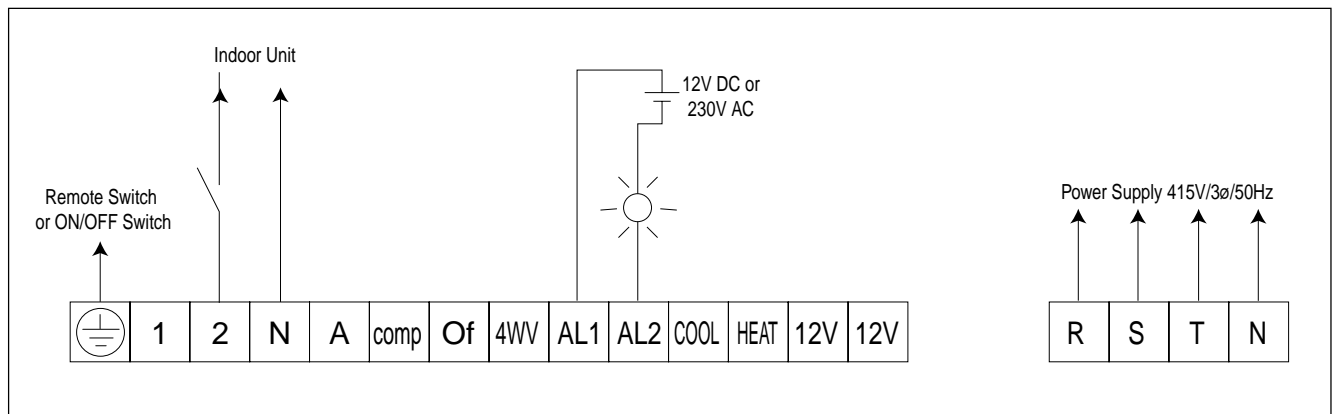 Indoor Unit
12V DC or
230V AC
Remote Switch
or ON/OFF Switch
Power Supply 415V/3ø/50Hz
1 2 N A comp Of 4WV AL1 AL2 COOL HEAT 12V 12V
R S T N